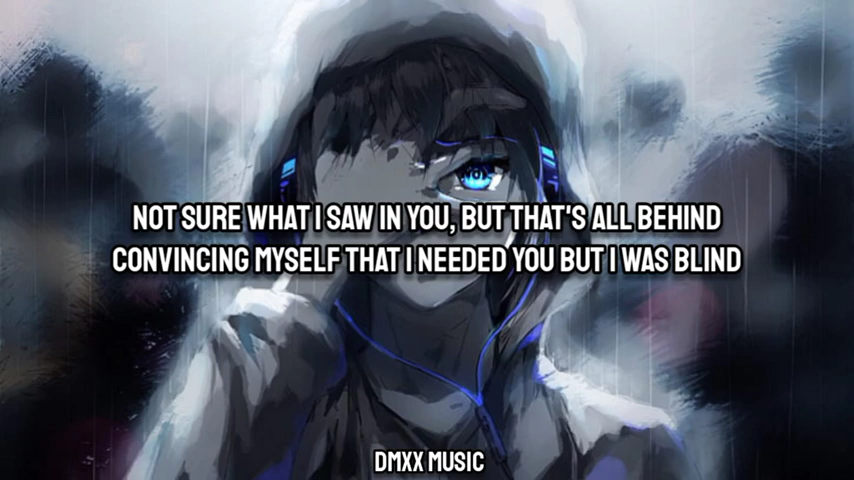 NOT SURE WHAT I SAW IN YOU, BUT THAT'S ALL BEHIND
CONVINCING MYSELF THAT I NEEDED YOU BUT I WAS BLIND
DMXX MUSIC